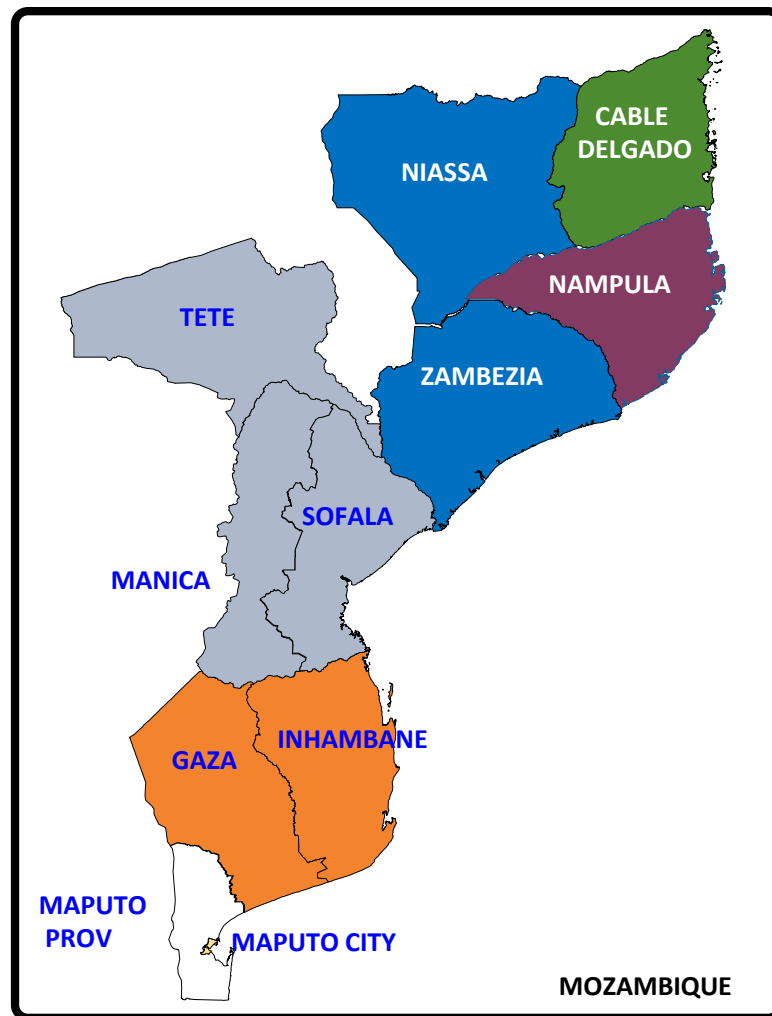 CABLE
DELGADO
NIASSA
NAMPULA
TETE
ZAMBEZIA
SOFALA
MANICA
INHAMBANE
GAZA
MAPUTO
PROV
MAPUTO CITY
MOZAMBIQUE